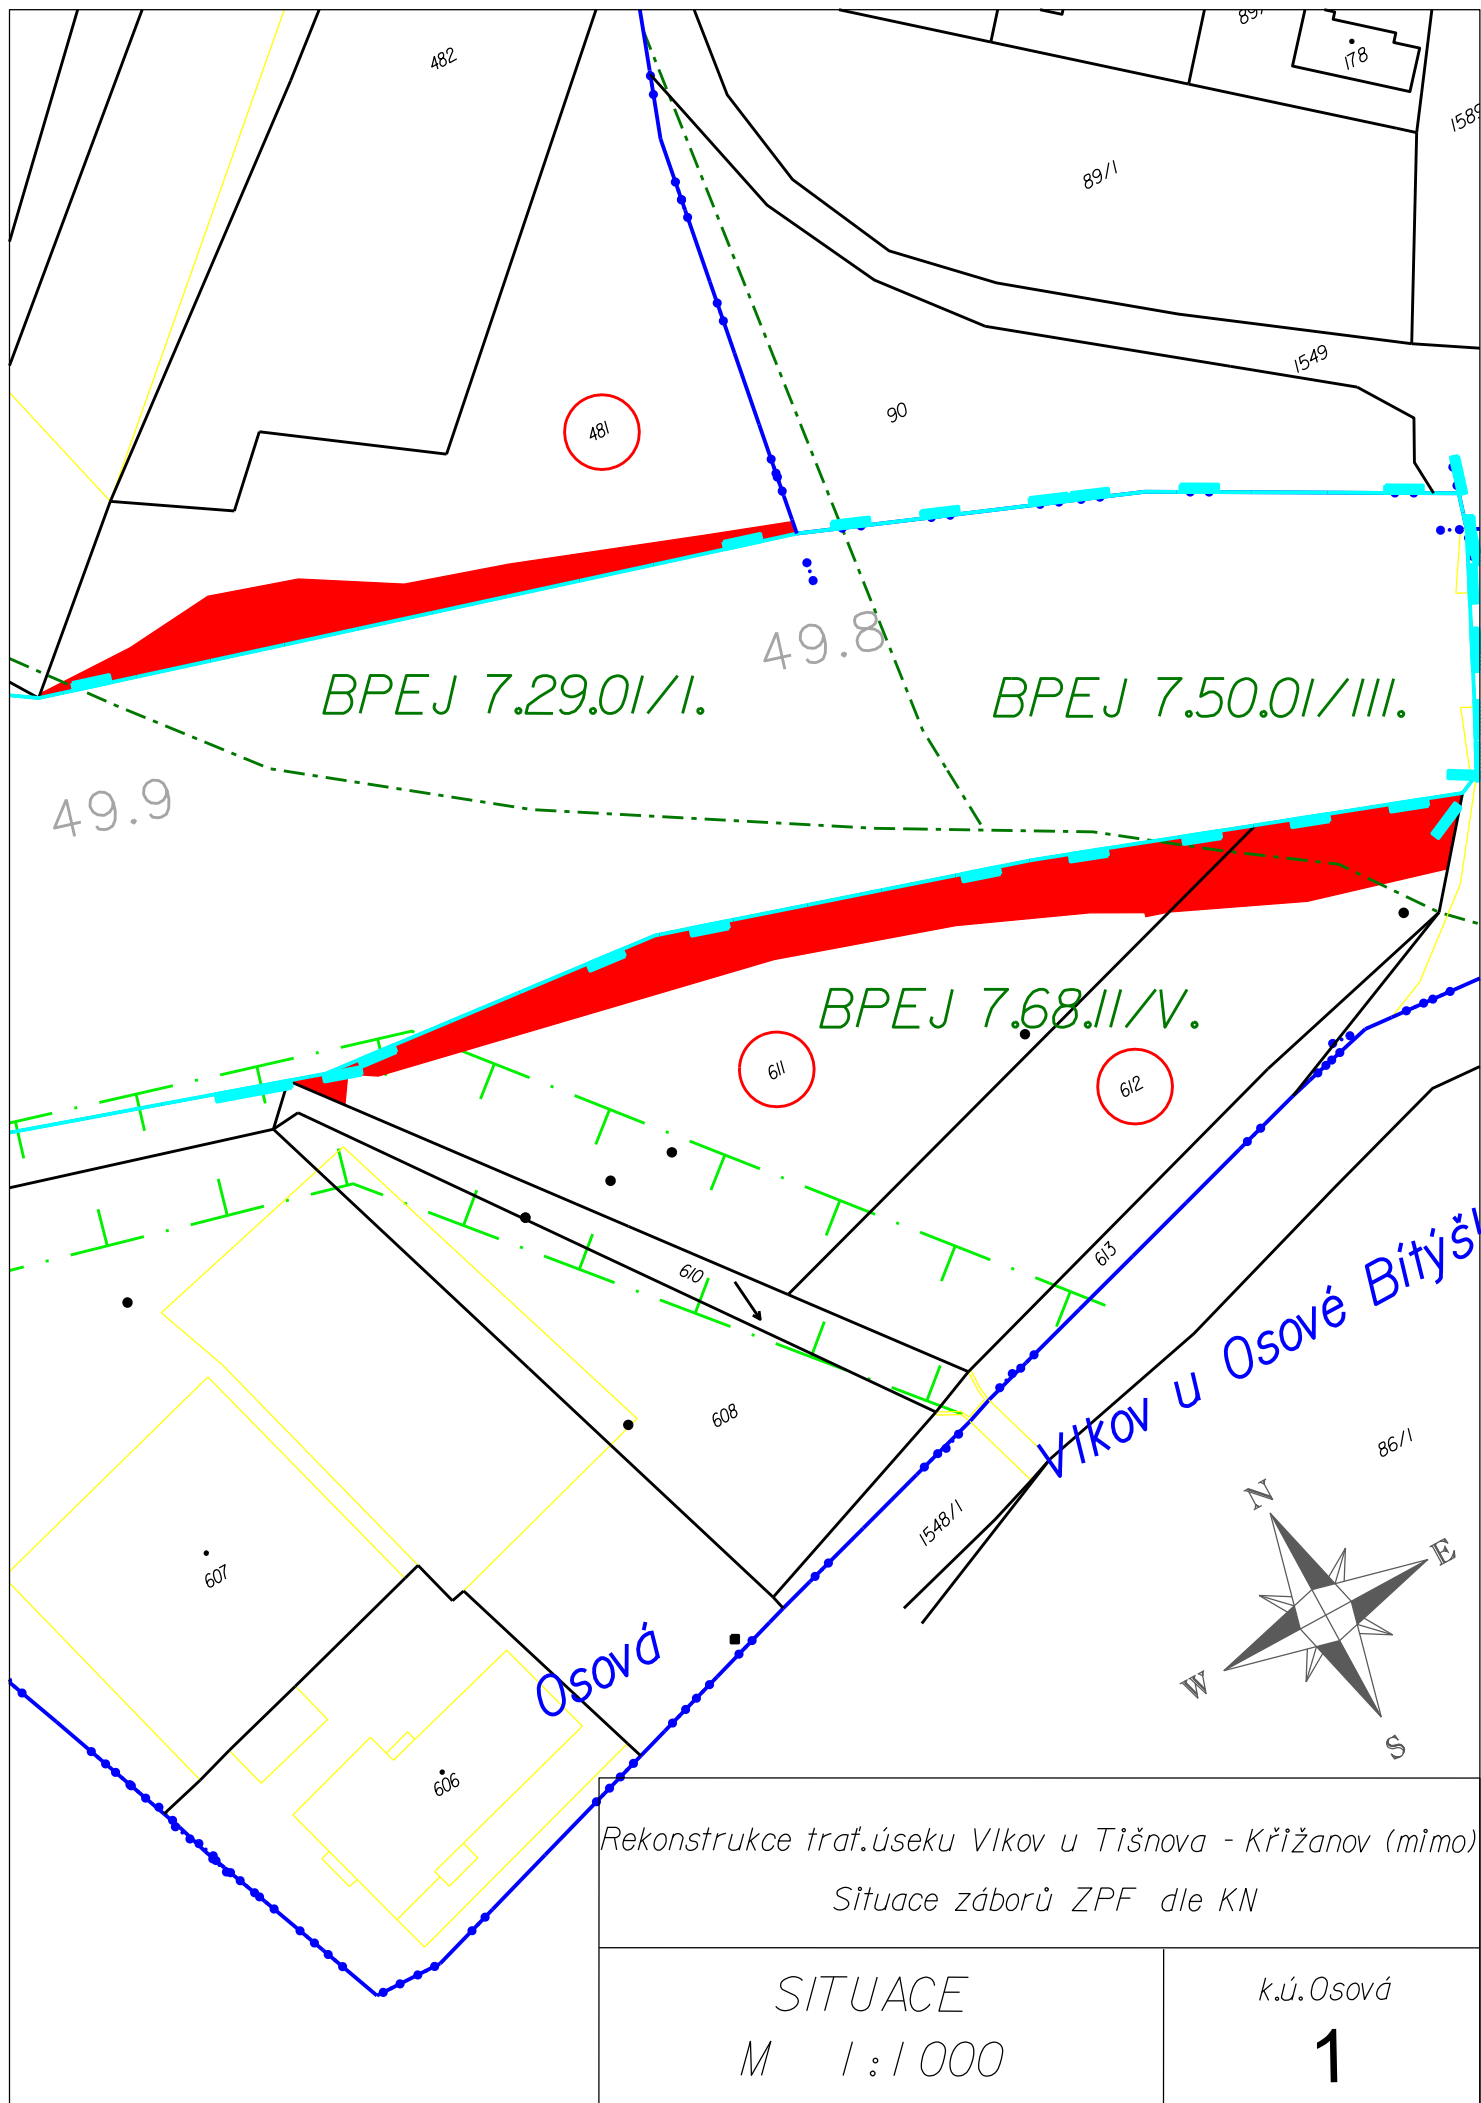 482
178
89/1
1549
90
481
49.8
BPEJ 7.29.01/I.
BPEJ 7.50.01/III.
49.9
BPEJ 7.68.11/V.
611
612
613
610
Vlkov u Osové Bítýš
608
86/1
1548/1
N
E
W
S
607
Osová
606
Rekonstrukce trať.úseku Vlkov u Tišnova - Křižanov (mimo)
Situace záborů ZPF dle KN
SITUACE
M 1:1000
k.ú.Osová
1